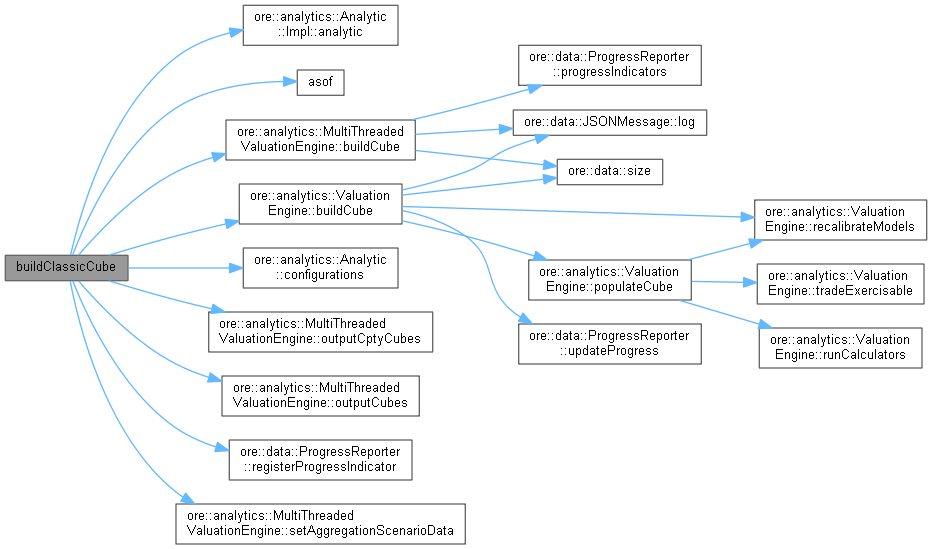 buildClassicCube
ore::analytics::Analytic
::Impl::analytic
asof
ore::analytics::MultiThreaded
ValuationEngine::buildCube
ore::analytics::Valuation
Engine::buildCube
ore::analytics::Analytic
::configurations
ore::analytics::MultiThreaded
ValuationEngine::outputCptyCubes
ore::analytics::MultiThreaded
ValuationEngine::outputCubes
ore::data::ProgressReporter
::registerProgressIndicator
ore::analytics::MultiThreaded
ValuationEngine::setAggregationScenarioData
ore::data::ProgressReporter
::progressIndicators
ore::data::JSONMessage::log
ore::data::size
ore::analytics::Valuation
Engine::populateCube
ore::data::ProgressReporter
::updateProgress
ore::analytics::Valuation
Engine::recalibrateModels
ore::analytics::Valuation
Engine::tradeExercisable
ore::analytics::Valuation
Engine::runCalculators